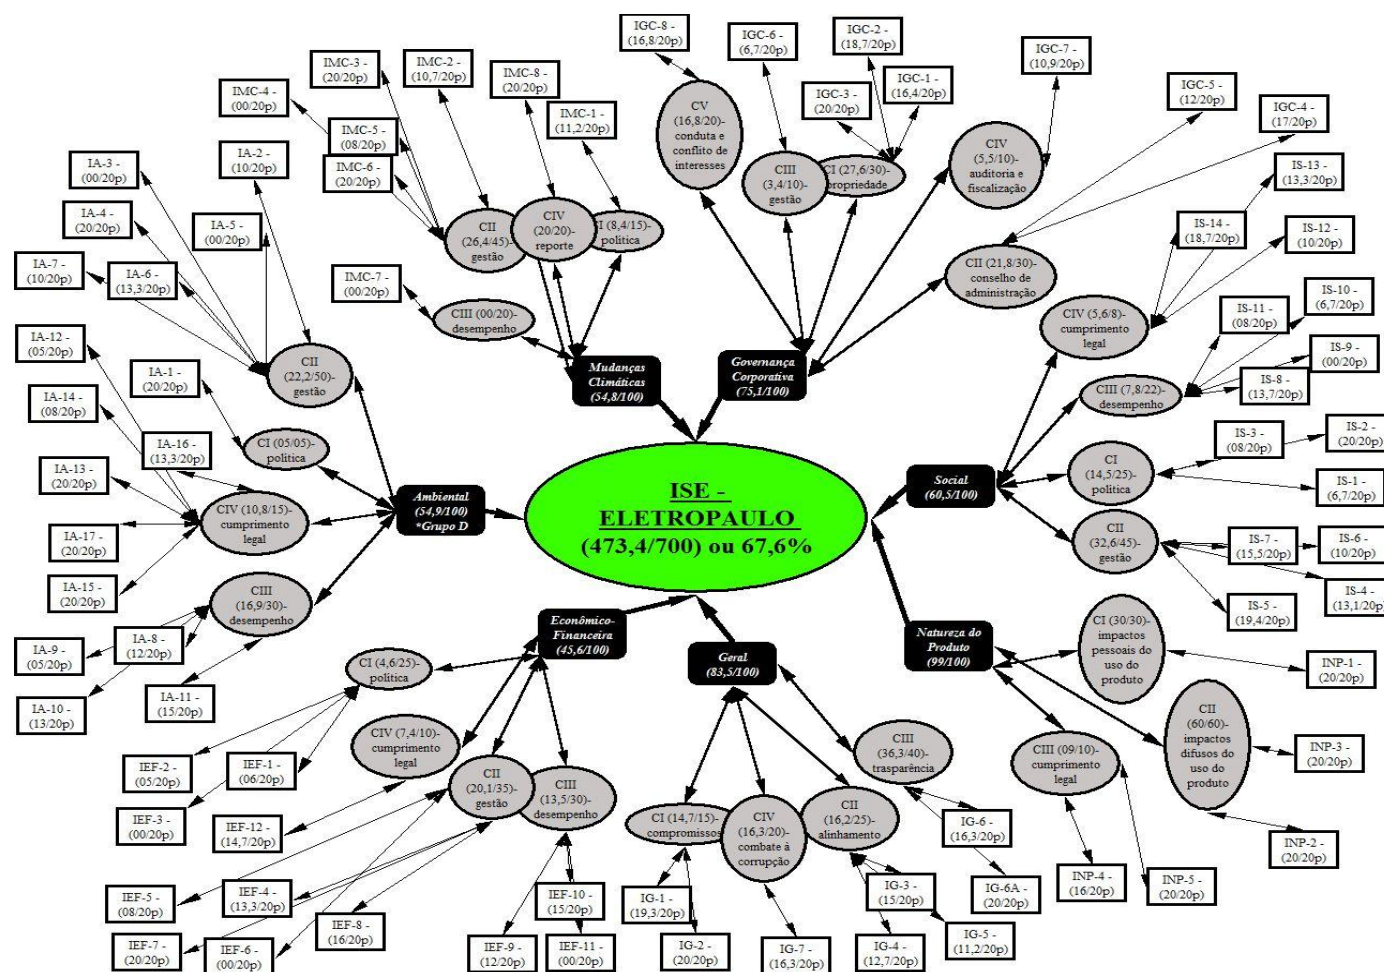 IGC-8 -
(16,8/20p)
IGC-6 -
(6,7/20p)
IGC-2 -
(18,7/20p)
IGC-7 -
(10,9/20p)
IMC-3 -
(20/20p)
IMC-2 -
(10,7/20p)
IMC-8 -
(20/20p)
IGC-3 -
(20/20p)
IGC-1 -
(16,4/20p)
IGC-5 -
(12/20p)
IMC-4 -
(00/20p)
IMC-1 -
(11,2/20p)
IGC-4 -
(17/20p)
IMC-5 -
(08/20p)
IMC-6 -
(20/20p)
CV
(16,8/20)-
conduta e
conflito de
interesses
CIV
(5,5/10)-
auditoria e
fiscalização
IA-3 -
(00/20p)
IA-2 -
(10/20p)
CIII
(3,4/10)-
gestão
CI (27,6/30)
propriedade
IS-13 -
(13,3/20p)
IA-4 -
(20/20p)
IA-5 -
(00/20p)
CII
(26,4/45)-
gestão
CIV
(20/20)-
reporte
CI (8,4/15)-
política
IS-14 -
(18,7/20p)
IS-12 -
(10/20p)
IA-7 -
(10/20p)
IA-6 -
(13,3/20p)
IMC-7 -
(00/20p)
CII (21,8/30)-
conselho de
administração
IS-11 -
(08/20p)
IS-10 -
(6,7/20p)
CIII (00/20)-
desempenho
CIV (5,6/8)-
cumprimento
legal
IA-12 -
(05/20p)
CII
(22,2/50)-
gestão
Mudanças
Climáticas
(54,8/100)
Governança
Corporativa
(75,1/100)
IS-9 -
(00/20p)
IS-8 -
(13,7/20p)
IA-1 -
(20/20p)
CIII (7,8/22)-
desempenho
IA-14 -
(08/20p)
IA-16 -
(13,3/20p)
CI (05/05)-
política
IS-3 -
(08/20p)
IS-2 -
(20/20p)
IA-13 -
(20/20p)
CI
(14,5/25)-
política
IS-1 -
(6,7/20p)
Ambiental
(54,9/100)
*Grupo D
ISE -
ELETROPAULO
(473,4/700) ou 67,6%
Social
(60,5/100)
CIV (10,8/15)-
cumprimento
legal
IA-17 -
(20/20p)
CII
(32,6/45)-
gestão
IS-7 -
(15,5/20p)
IS-6 -
(10/20p)
IA-15 -
(20/20p)
IS-4 -
(13,1/20p)
IS-5 -
(19,4/20p)
CIII
(16,9/30)-
desempenho
IA-8 -
(12/20p)
IA-9 -
(05/20p)
Econômico-
Financeira
(45,6/100)
Geral
(83,5/100)
Natureza do
Produto
(99/100)
CI (30/30)-
impactos
pessoais do
uso do
produto
INP-1 -
(20/20p)
CI (4,6/25)-
política
IA-11 -
(15/20p)
IA-10 -
(13/20p)
CII
(60/60)-
impactos
difusos do
uso do
produto
INP-3 -
(20/20p)
CIV (7,4/10)-
cumprimento
legal
CIII
(36,3/40)-
trasparência
CIII (09/10)-
cumprimento
legal
IEF-2 -
(05/20p)
IEF-1 -
(06/20p)
CII
(20,1/35)-
gestão
CIII
(13,5/30)-
desempenho
IEF-3 -
(00/20p)
IEF-12 -
(14,7/20p)
CI (14,7/15)-
compromissos
CIV
(16,3/20)-
combate à
corrupção
CII
(16,2/25)-
alinhamento
IG-6 -
(16,3/20p)
INP-2 -
(20/20p)
IEF-5 -
(08/20p)
IEF-4 -
(13,3/20p)
IEF-10 -
(15/20p)
IG-1 -
(19,3/20p)
IG-3 -
(15/20p)
IG-6A -
(20/20p)
INP-4 -
(16/20p)
INP-5 -
(20/20p)
IEF-7 -
(20/20p)
IEF-6 -
(00/20p)
IEF-8 -
(16/20p)
IEF-9 -
(12/20p)
IEF-11 -
(00/20p)
IG-2 -
(20/20p)
IG-7 -
(16,3/20p)
IG-4 -
(12,7/20p)
IG-5 -
(11,2/20p)